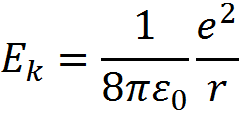 E_k = \frac{1}{8\pi\varepsilon_0} \frac{e^2}{r}